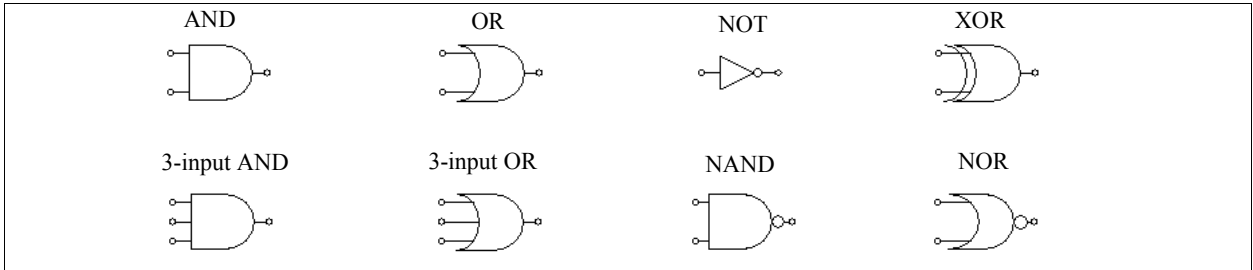 AND OR NOT XOR
3-input AND 3-input OR NAND NOR